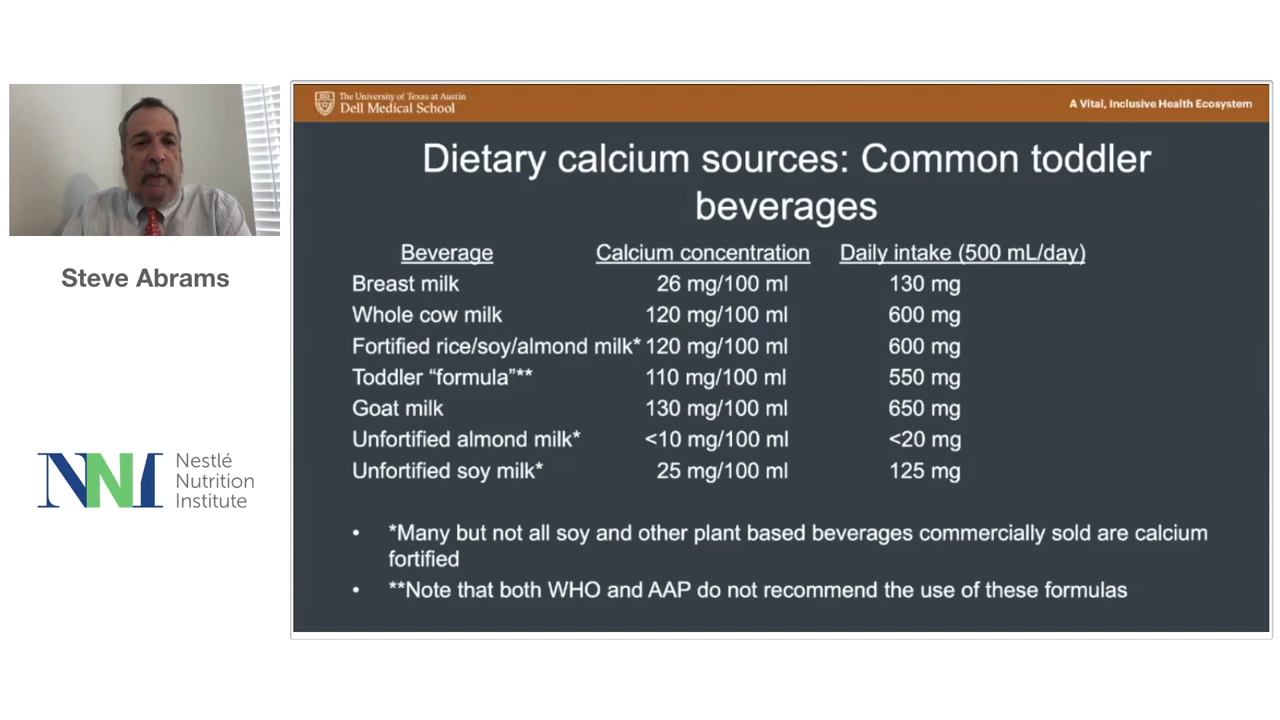 The University of Texas at Austin
Dell Medical School
A Vital, Inclusive Health Ecosystem
Dietary calcium sources: Common toddler
beverages
Beverage Calcium concentration Daily intake (500 mL/day)
Breast milk 26 mg/100 ml 130 mg
Whole cow milk 120 mg/100 ml 600 mg
Fortified rice/soy/almond milk* 120 mg/100 ml 600 mg
Toddler “formula”** 110 mg/100 ml 550 mg
Goat milk 130 mg/100 ml 650 mg
Unfortified almond milk* <10 mg/100 ml <20 mg
Unfortified soy milk* 25 mg/100 ml 125 mg
• *Many but not all soy and other plant based beverages commercially sold are calcium
fortified
• **Note that both WHO and AAP do not recommend the use of these formulas
Steve Abrams
NNI
Nestlé
Nutrition
Institute